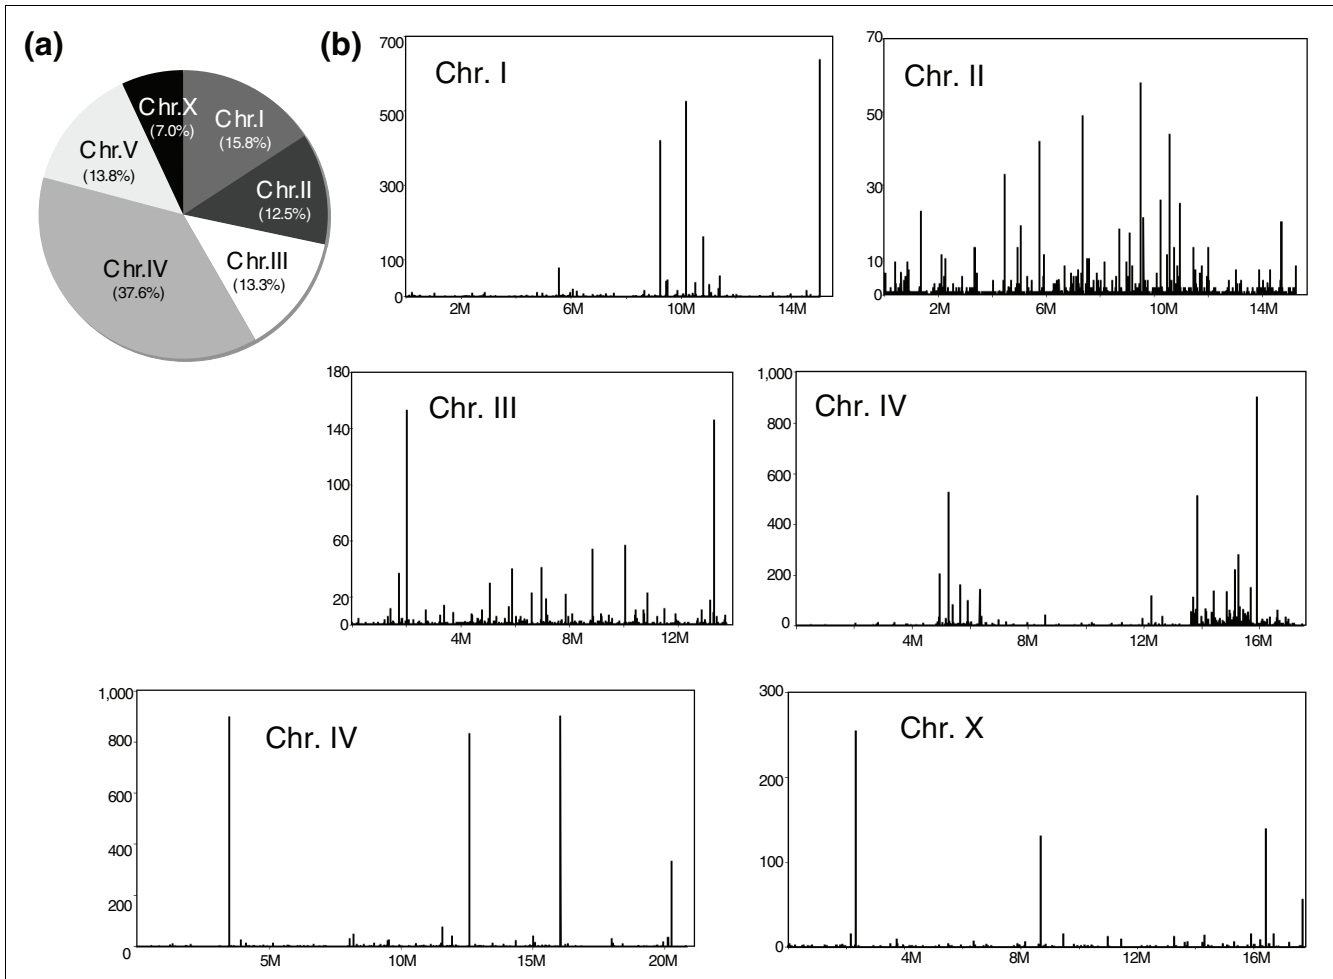 (a)
Chr.X
(7.0%)
Chr.I
(15.8%)
Chr.V
(13.8%)
Chr.II
(12.5%)
Chr.III
(13.3%)
Chr.IV
(37.6%)
(b)
Chr. I
700
500
300
100
0
2M 6M 10M 14M
Chr. II
70
50
30
10
0
2M 6M 10M 14M
Chr. III
180
140
100
60
20
0
4M 8M 12M
Chr. IV
1,000
800
600
400
200
0
4M 8M 12M 16M
Chr. IV
1,000
800
600
400
200
0
5M 10M 15M 20M
Chr. X
300
200
100
0
4M 8M 12M 16M